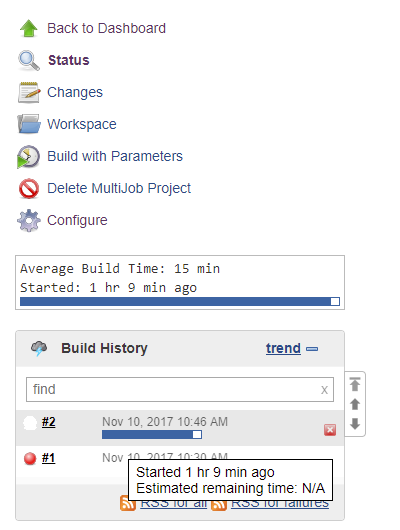 Back to Dashboard
Status
Changes
Workspace
Build with Parameters
Delete MultiJob Project
Configure
Average Build Time: 15 min
Started: 1 hr 9 min ago
Build History trend
find x
#2 Nov 10, 2017 10:46 AM
#1 Nov 10, 2017 10:30 AM
Started 1 hr 9 min ago
Estimated remaining time: N/A
RSS for all RSS for failures